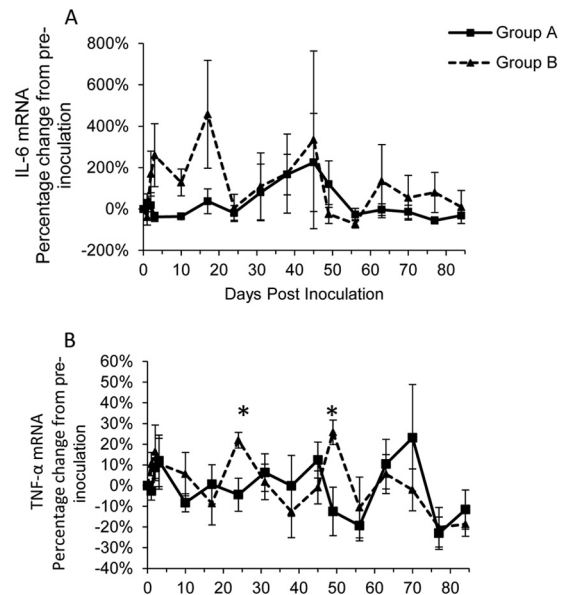 A
Group A
Group B
IL-6 mRNA
Percentage change from pre-
inoculation
800%
600%
400%
200%
0%
-200%
0 10 20 30 40 50 60 70 80
Days Post Inoculation
B
TNF-α mRNA
Percentage change from pre-
inoculation
60%
50%
40%
30%
20%
10%
0%
-10%
-20%
-30%
-40%
* *
0 10 20 30 40 50 60 70 80